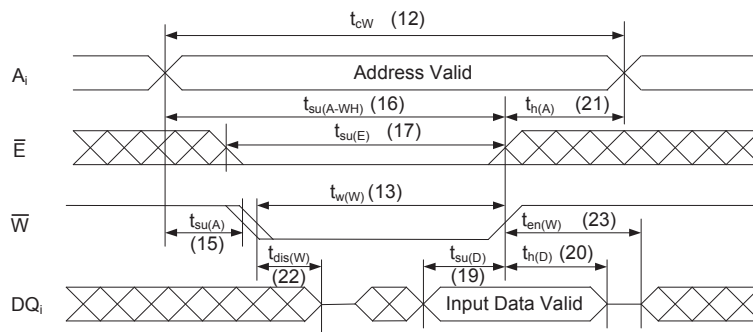 tcW (12)
Ai
Address Valid
tsu(A-WH) (16)
th(A) (21)
E̅
tsu(E) (17)
tw(W) (13)
W̅
tsu(A)
(15)
ten(W) (23)
tdis(W)
(22)
tsu(D)
(19)
th(D) (20)
DQi
Input Data Valid